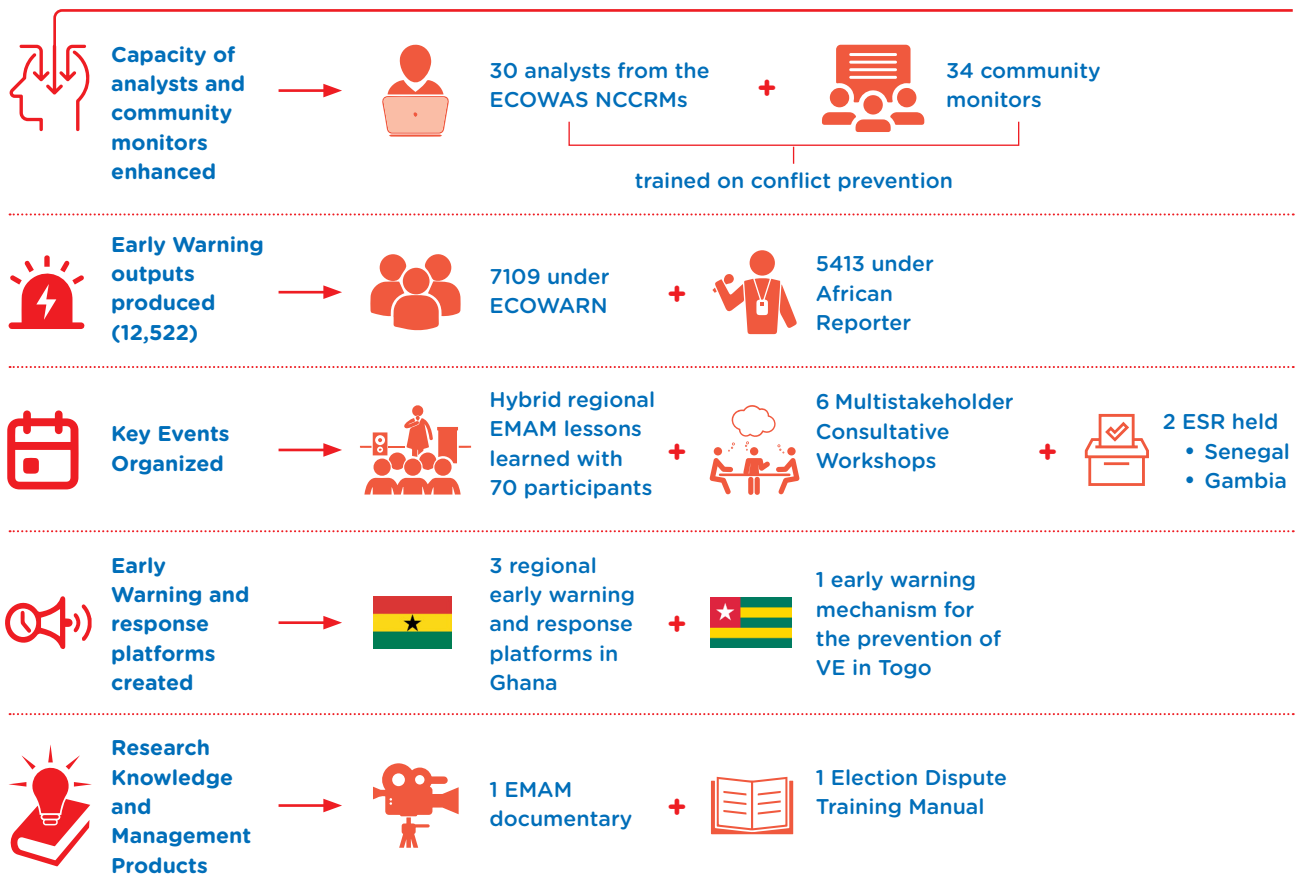 Capacity of
analysts and
community
monitors
enhanced
30 analysts from the
ECOWAS NCCRMs
+
34 community
monitors
trained on conflict prevention
Early Warning
outputs
produced
(12,522)
7109 under
ECOWARN
+
5413 under
African
Reporter
Key Events
Organized
Hybrid regional
EMAM lessons
learned with
70 participants
+
6 Multistakeholder
Consultative
Workshops
+
2 ESR held
• Senegal
• Gambia
Early
Warning and
response
platforms
created
3 regional
early warning
and response
platforms in
Ghana
+
1 early warning
mechanism for
the prevention of
VE in Togo
Research
Knowledge
and
Management
Products
1 EMAM
documentary
+
1 Election Dispute
Training Manual